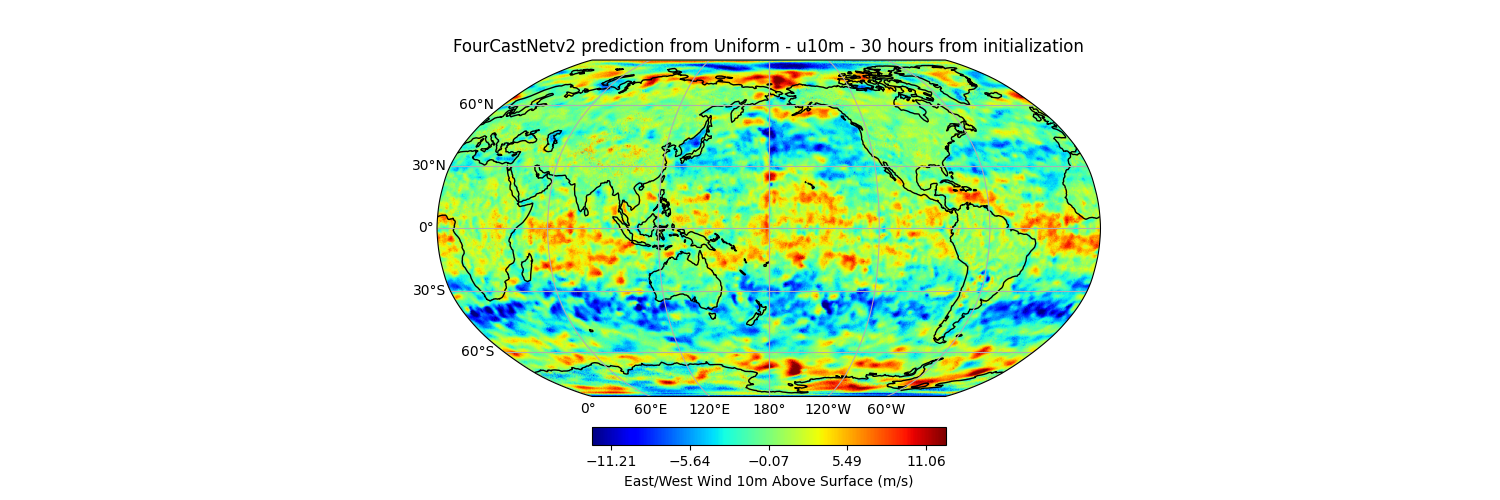 FourCastNetv2 prediction from Uniform - u10m - 30 hours from initialization
60°N
30°N
0°
30°S
60°S
0° 60°E 120°E 180° 120°W 60°W
−11.21 −5.64 −0.07 5.49 11.06
East/West Wind 10m Above Surface (m/s)